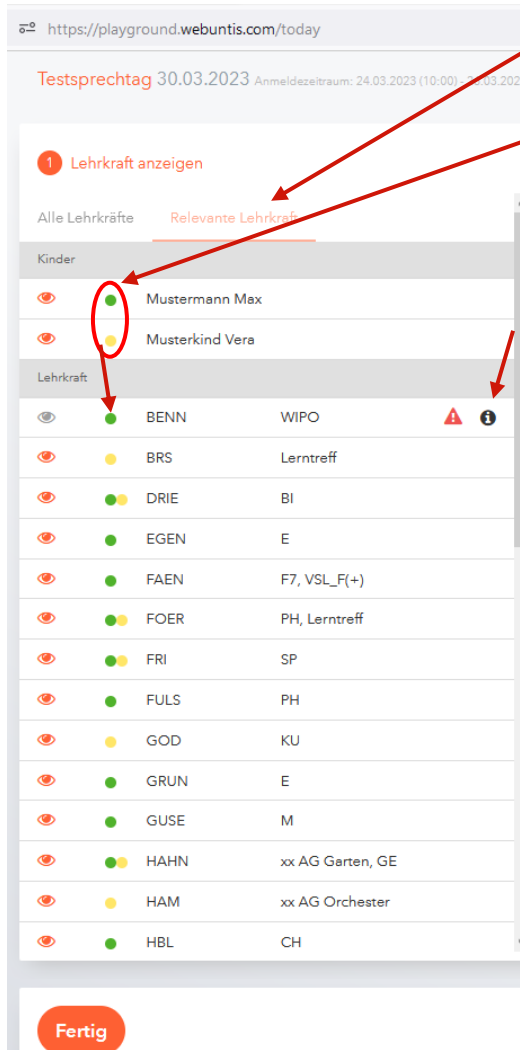 https://playground.webuntis.com/today
Testsprechtag 30.03.2023 Anmeldezeitraum: 24.03.2023 (10:00) -
1 Lehrkraft anzeigen
Alle Lehrkräfte Relevante Lehrkraft
Kinder
Mustermann Max
Musterkind Vera
Lehrkraft
BENN WIPO
BRS Lerntreff
DRIE BI
EGEN E
FAEN F7, VSL_F(+)
FOER PH, Lerntreff
FRI SP
FULS PH
GOD KU
GRUN E
GUSE M
HAHN xx AG Garten, GE
HAM xx AG Orchester
HBL CH
Fertig